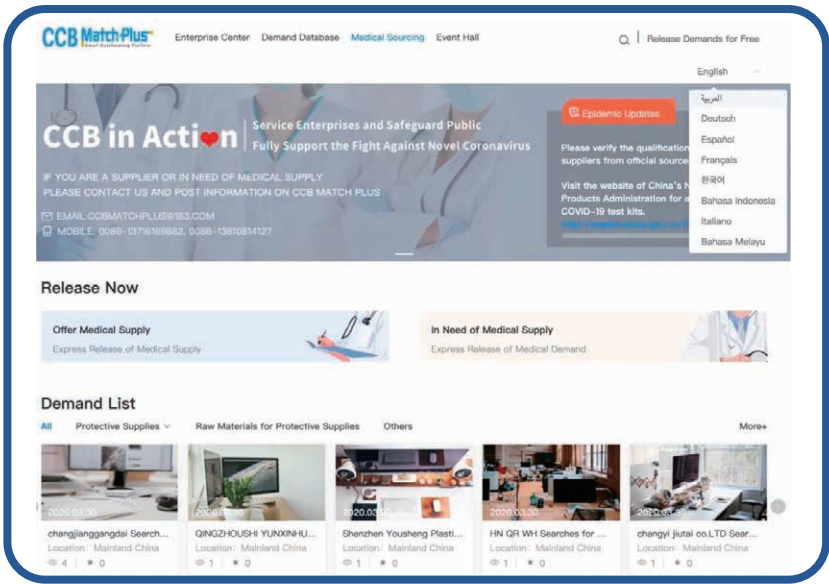 CCB Match Plus
Smart Matchmaking Platform
Enterprise Center Demand Database Medical Sourcing Event Hall
Release Demands for Free
English
العربية
Deutsch
Español
Français
한국어
Bahasa Indonesia
Italiano
Bahasa Melayu
CCB in Action
Service Enterprises and Safeguard Public
Fully Support the Fight Against Novel Coronavirus
IF YOU ARE A SUPPLIER OR IN NEED OF MEDICAL SUPPLY
PLEASE CONTACT US AND POST INFORMATION ON CCB MATCH PLUS
EMAIL:CCBMATCHPLUS@163.COM
MOBILE: 0086-13716169882, 0086-13810814127
Epidemic Updates
Please verify the qualification
suppliers from official source
Visit the website of China's N
Products Administration for a
COVID-19 test kits.
Release Now
Offer Medical Supply
Express Release of Medical Supply
In Need of Medical Supply
Express Release of Medical Demand
Demand List
All Protective Supplies Raw Materials for Protective Supplies Others More+
2020.03.30
changjianggangdai Search...
Location: Mainland China
4 0
2020.03.30
QINGZHOUSHI YUNXINHU...
Location: Mainland China
1 0
2020.03.30
Shenzhen Yousheng Plasti...
Location: Mainland China
1 0
2020.03.30
HN QR WH Searches for ...
Location: Mainland China
1 0
2020.03.30
changyi jiutai co.LTD Sear...
Location: Mainland China
1 0